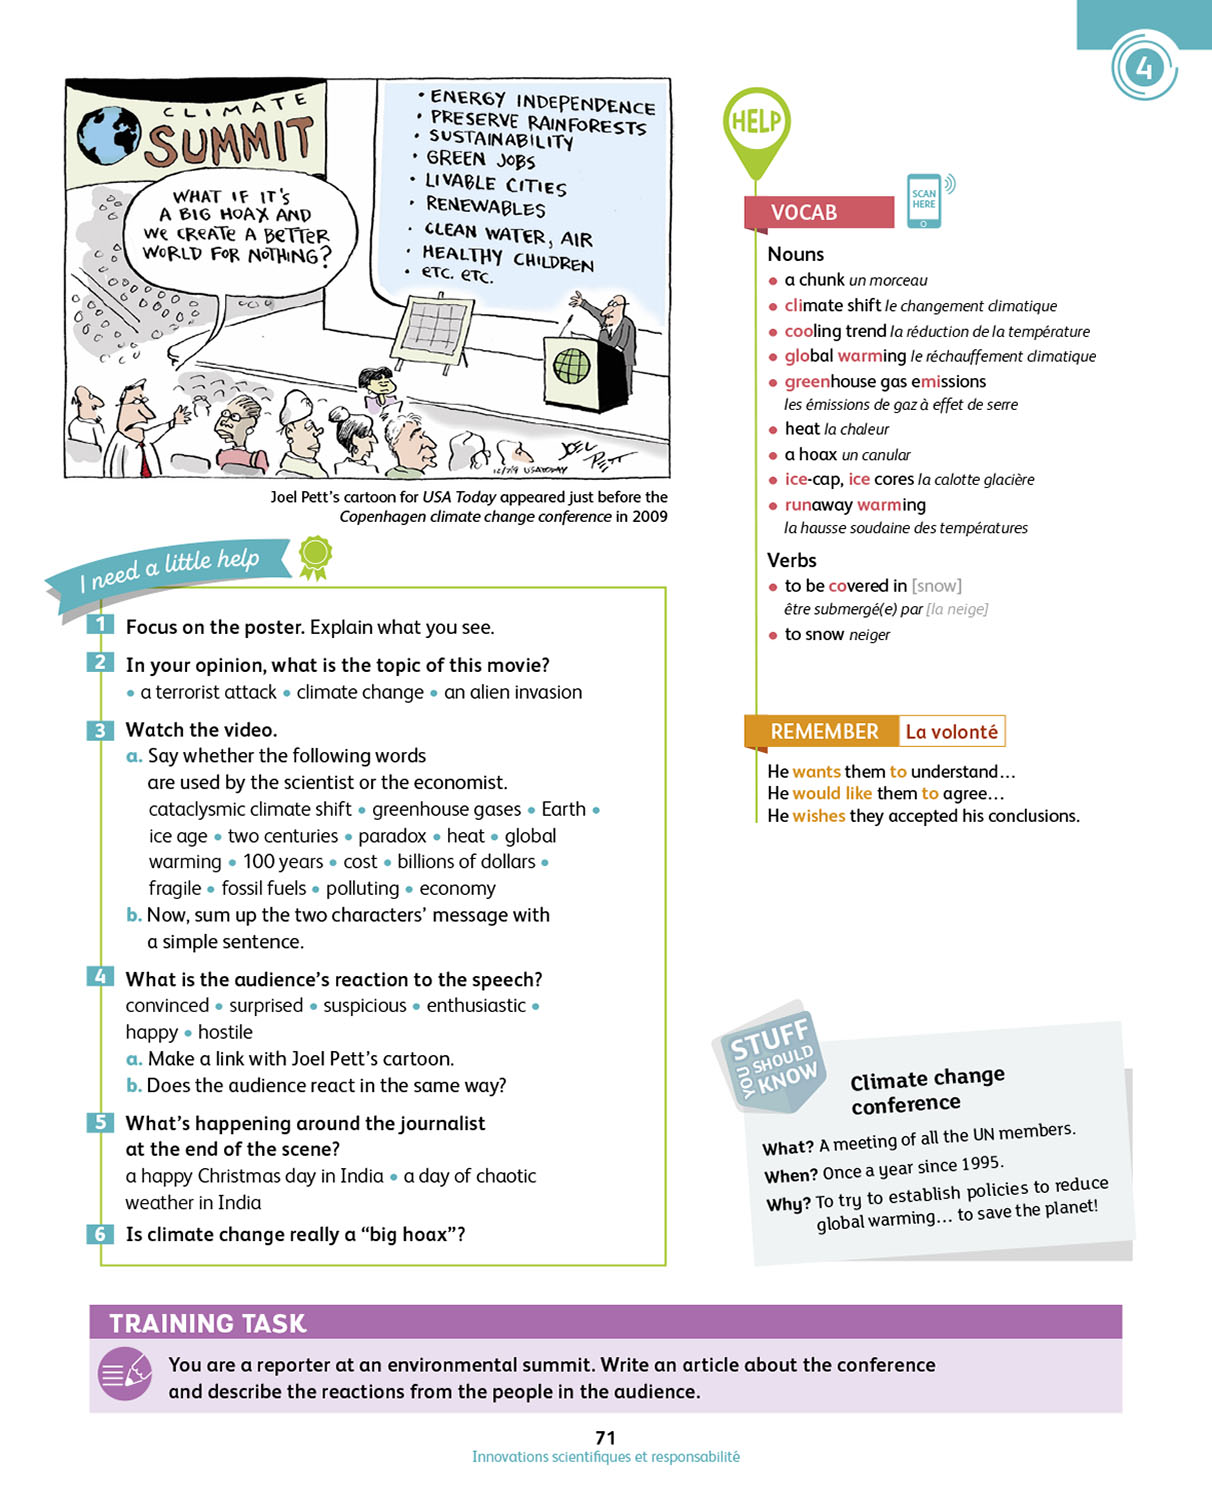 4
CLIMATE
SUMMIT
WHAT IF IT'S
A BIG HOAX AND
WE CREATE A BETTER
WORLD FOR NOTHING?
• ENERGY INDEPENDENCE
• PRESERVE RAINFORESTS
• SUSTAINABILITY
• GREEN JOBS
• LIVABLE CITIES
• RENEWABLES
• CLEAN WATER, AIR
• HEALTHY CHILDREN
• ETC. ETC.
JOEL PETT
USA TODAY
Joel Pett's cartoon for USA Today appeared just before the
Copenhagen climate change conference in 2009
I need a little help
1 Focus on the poster. Explain what you see.
2 In your opinion, what is the topic of this movie?
• a terrorist attack • climate change • an alien invasion
3 Watch the video.
a. Say whether the following words
are used by the scientist or the economist.
cataclysmic climate shift • greenhouse gases • Earth •
ice age • two centuries • paradox • heat • global
warming • 100 years • cost • billions of dollars •
fragile • fossil fuels • polluting • economy
b. Now, sum up the two characters' message with
a simple sentence.
4 What is the audience's reaction to the speech?
convinced • surprised • suspicious • enthusiastic •
happy • hostile
a. Make a link with Joel Pett's cartoon.
b. Does the audience react in the same way?
5 What's happening around the journalist
at the end of the scene?
a happy Christmas day in India • a day of chaotic
weather in India
6 Is climate change really a “big hoax”?
HELP
VOCAB
SCAN
HERE
Nouns
• a chunk un morceau
• climate shift le changement climatique
• cooling trend la réduction de la température
• global warming le réchauffement climatique
• greenhouse gas emissions
les émissions de gaz à effet de serre
• heat la chaleur
• a hoax un canular
• ice-cap, ice cores la calotte glacière
• runaway warming
la hausse soudaine des températures
Verbs
• to be covered in [snow]
être submergé(e) par [la neige]
• to snow neiger
REMEMBER La volonté
He wants them to understand…
He would like them to agree…
He wishes they accepted his conclusions.
STUFF
YOU SHOULD
KNOW
Climate change
conference
What? A meeting of all the UN members.
When? Once a year since 1995.
Why? To try to establish policies to reduce
global warming… to save the planet!
TRAINING TASK
You are a reporter at an environmental summit. Write an article about the conference
and describe the reactions from the people in the audience.
71
Innovations scientifiques et responsabilité